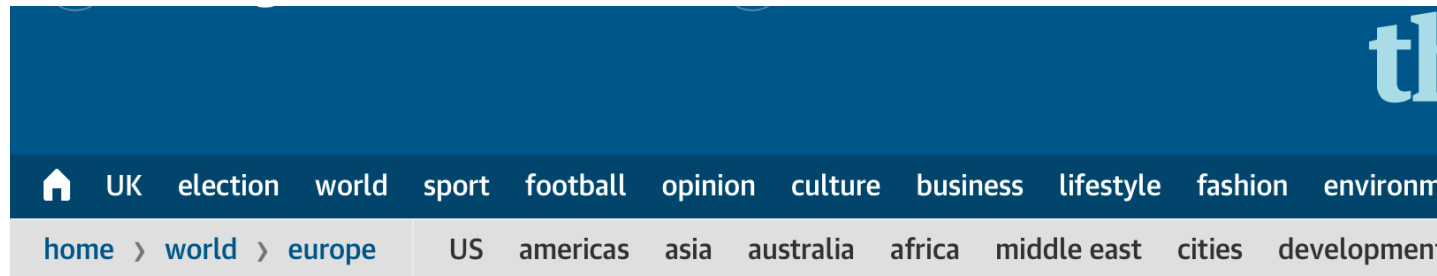 UK election world sport football opinion culture business lifestyle fashion
home › world › europe US americas asia australia africa middle east cities